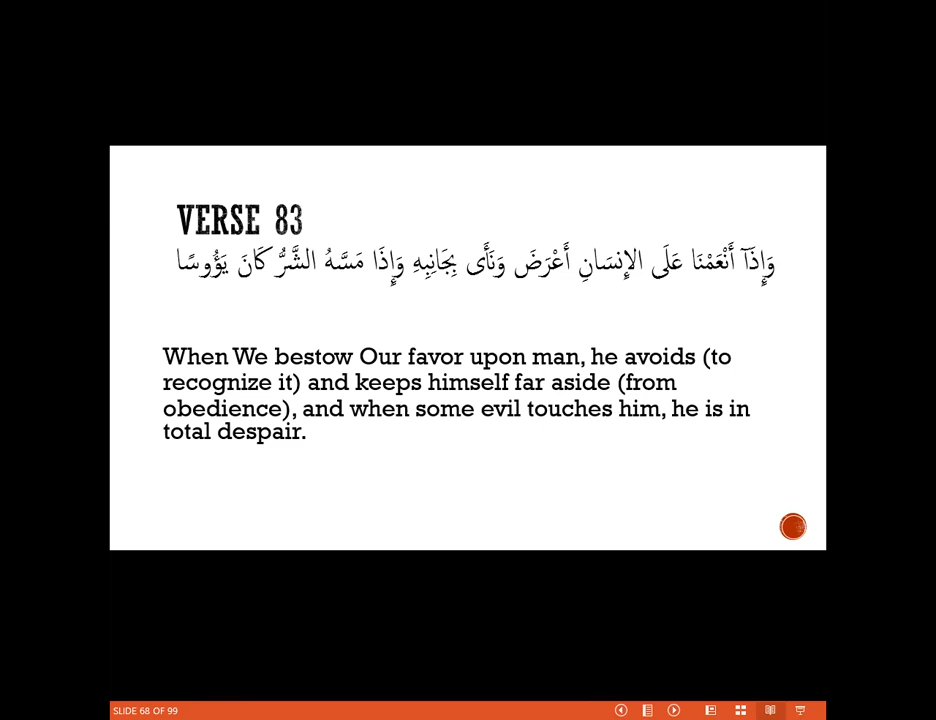 VERSE 83
وَإِذَآ أَنْعَمْنَا عَلَى الإِنسَانِ أَعْرَضَ وَنَأَى بِجَانِبِهِ وَإِذَا مَسَّهُ الشَّرُّ كَانَ يَؤُوسًا
When We bestow Our favor upon man, he avoids (to
recognize it) and keeps himself far aside (from
obedience), and when some evil touches him, he is in
total despair.
SLIDE 68 OF 99